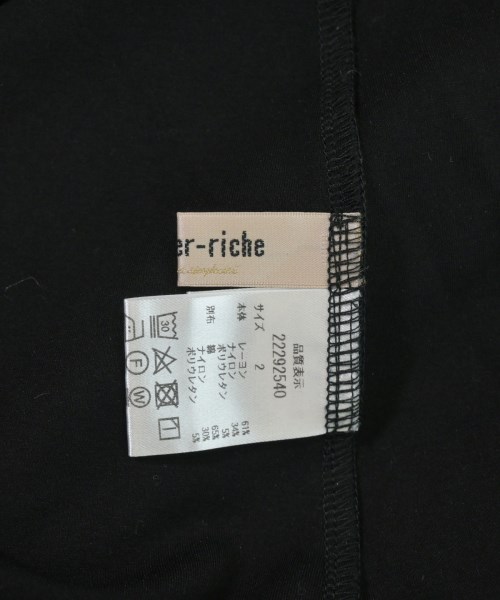 er-riche
品質表示
22292540
サイズ 2
本体 レーヨン 61%
ナイロン 34%
ポリウレタン 5%
別布 綿 65%
ナイロン 30%
ポリウレタン 5%
30
F
W